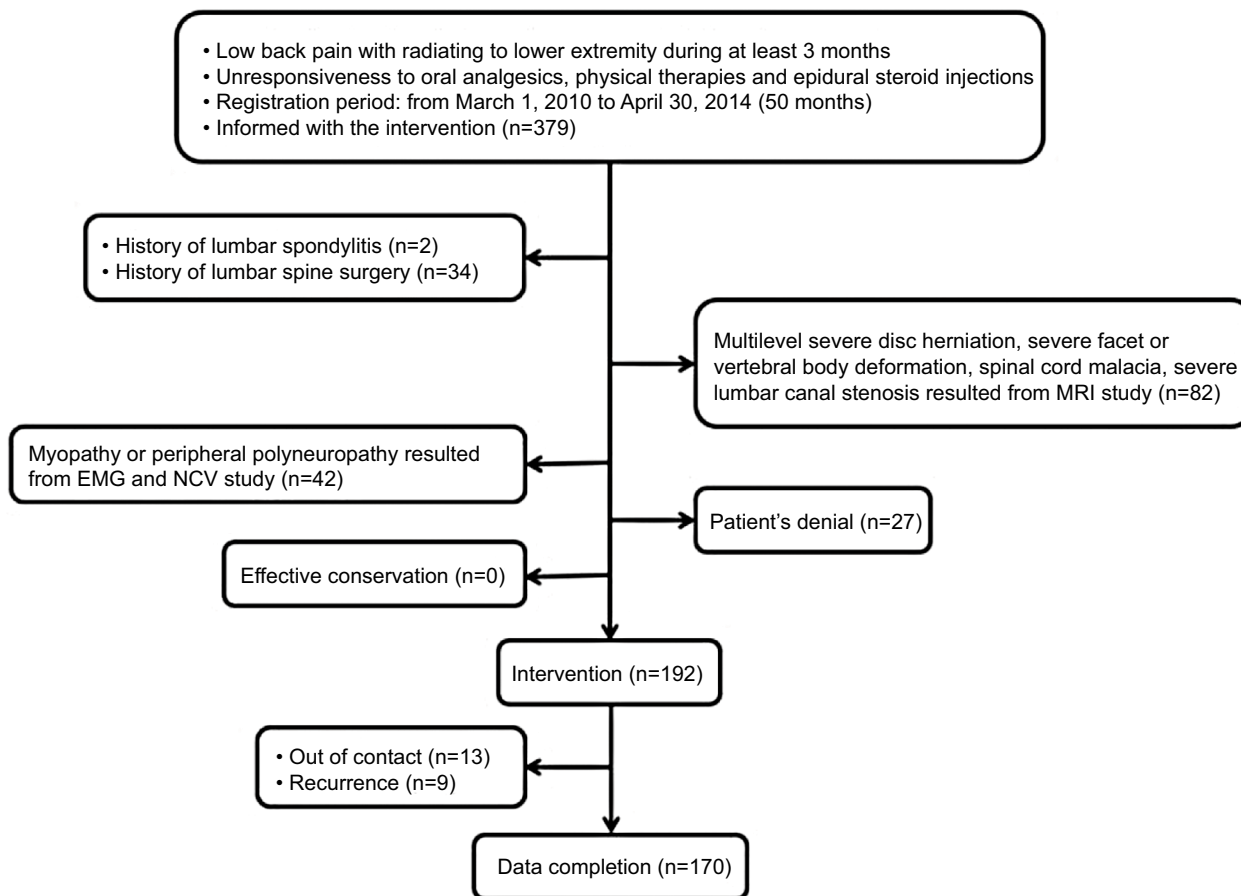 • Low back pain with radiating to lower extremity during at least 3 months
• Unresponsiveness to oral analgesics, physical therapies and epidural steroid injections
• Registration period: from March 1, 2010 to April 30, 2014 (50 months)
• Informed with the intervention (n=379)
• History of lumbar spondylitis (n=2)
• History of lumbar spine surgery (n=34)
Multilevel severe disc herniation, severe facet or
vertebral body deformation, spinal cord malacia, severe
lumbar canal stenosis resulted from MRI study (n=82)
Myopathy or peripheral polyneuropathy resulted
from EMG and NCV study (n=42)
Patient’s denial (n=27)
Effective conservation (n=0)
Intervention (n=192)
• Out of contact (n=13)
• Recurrence (n=9)
Data completion (n=170)